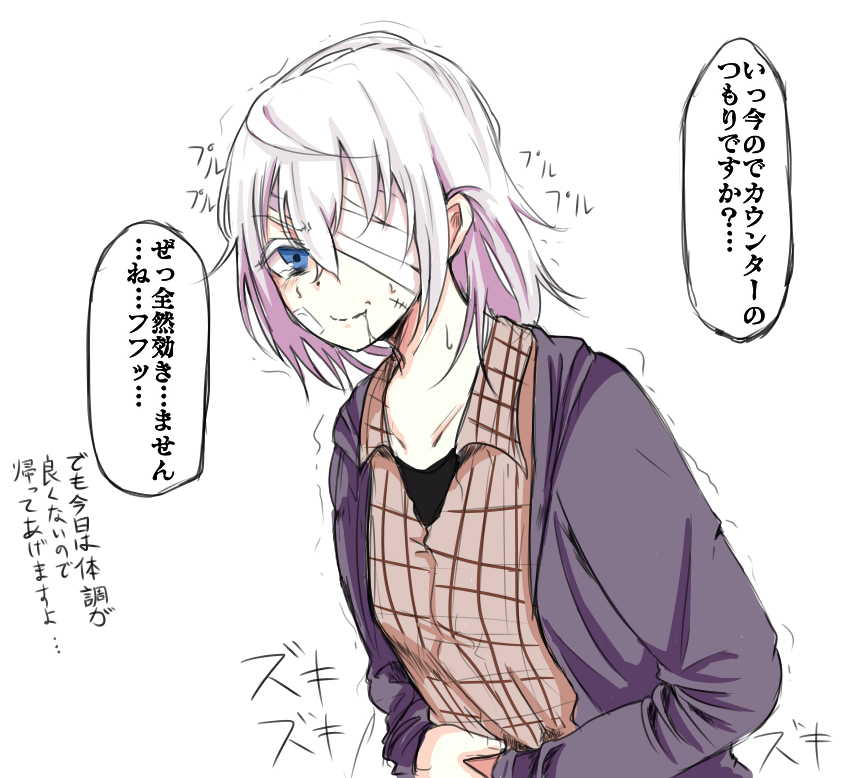 いっ今のでカウンターの
つもりですか？…
プル
プル
プル
プル
ぜっ全然効き…ません
…ね…フフッ…
でも今日は体調が
良くないので
帰ってあげますよ…
ズキ
ズキ
ズキ